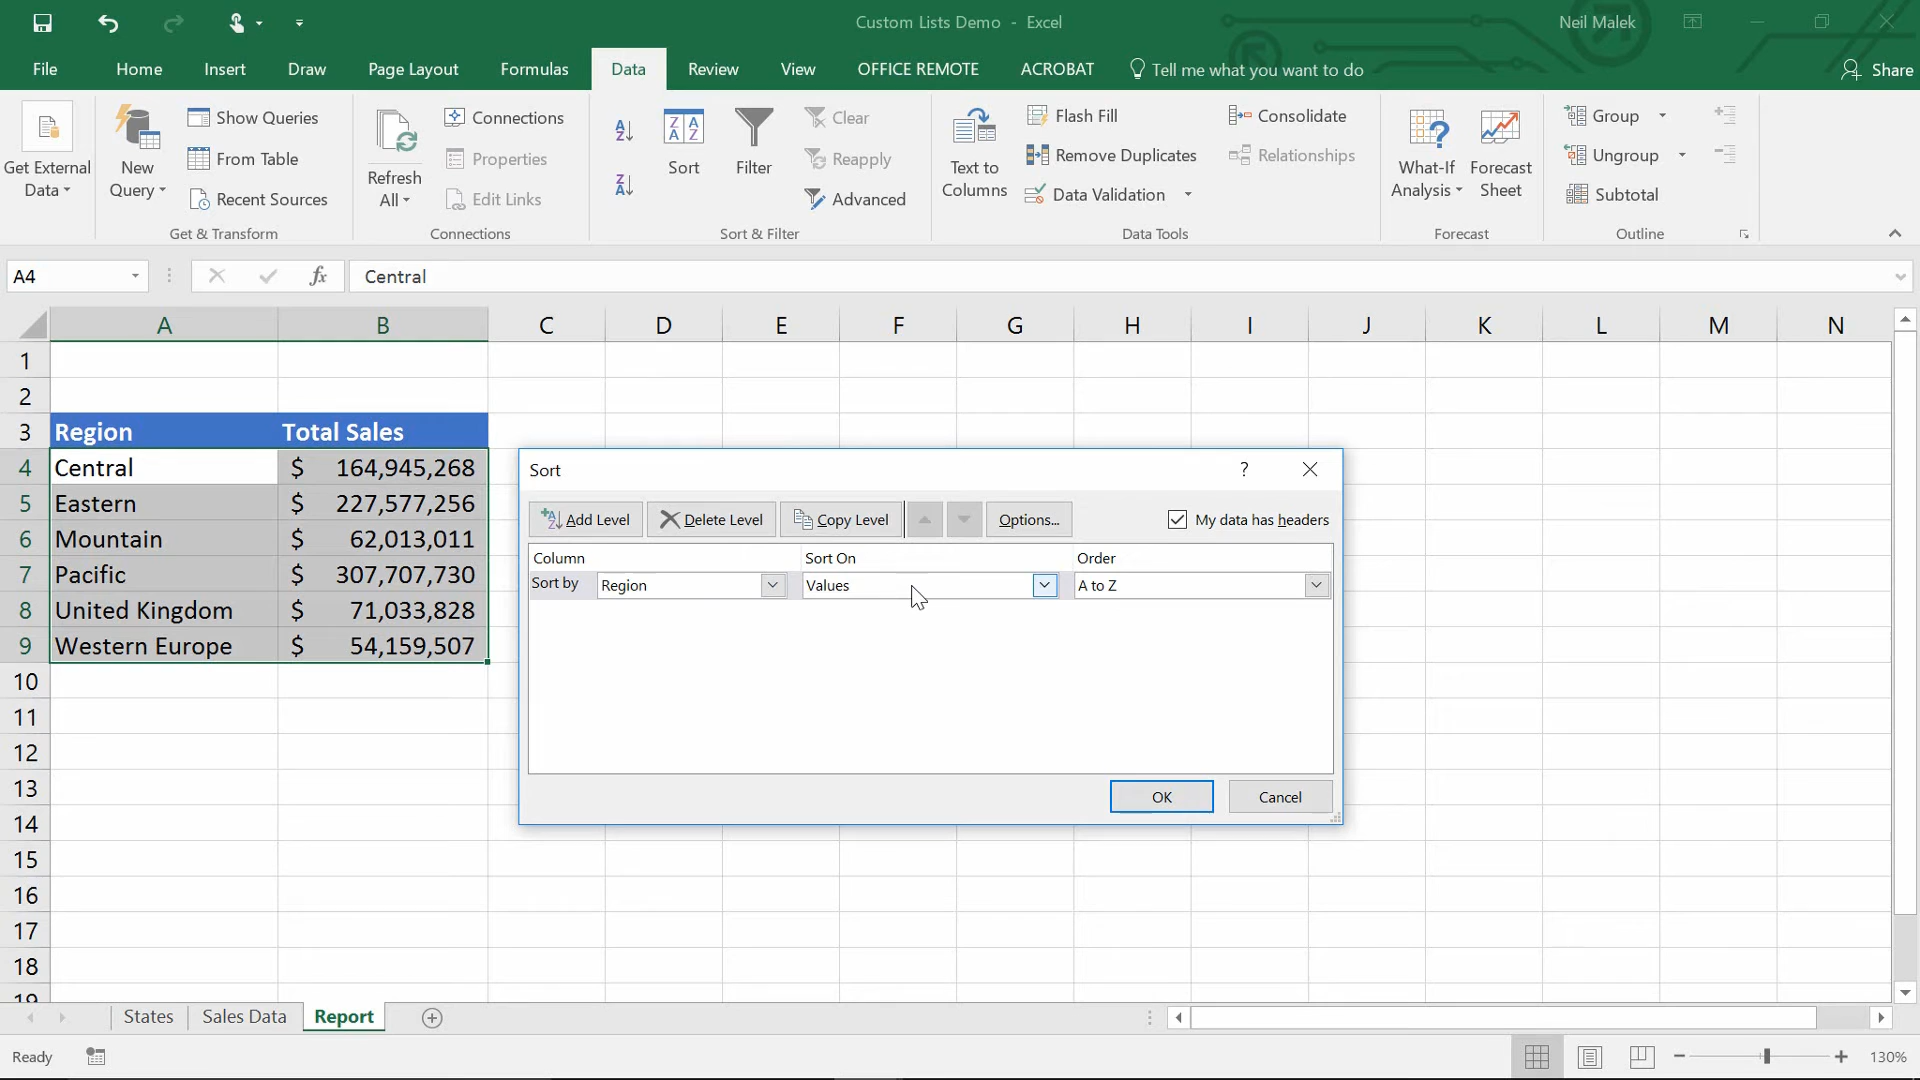 Custom Lists Demo - Excel
Neil Malek
File Home Insert Draw Page Layout Formulas Data Review View OFFICE REMOTE ACROBAT Tell me what you want to do Share
Get External Data
New Query
Show Queries
From Table
Recent Sources
Get & Transform
Refresh All
Connections
Properties
Edit Links
Connections
Sort
Filter
Clear
Reapply
Advanced
Sort & Filter
Text to Columns
Flash Fill
Remove Duplicates
Data Validation
Consolidate
Relationships
Data Tools
What-If Analysis
Forecast Sheet
Forecast
Group
Ungroup
Subtotal
Outline
A4 fx Central
A B C D E F G H I J K L M N
1
2
3 Region Total Sales
4 Central $ 164,945,268
5 Eastern $ 227,577,256
6 Mountain $ 62,013,011
7 Pacific $ 307,707,730
8 United Kingdom $ 71,033,828
9 Western Europe $ 54,159,507
10
11
12
13
14
15
16
17
18
19
Sort ?
Add Level Delete Level Copy Level Options... My data has headers
Column Sort On Order
Sort by Region Values A to Z
OK Cancel
States Sales Data Report
Ready 130%